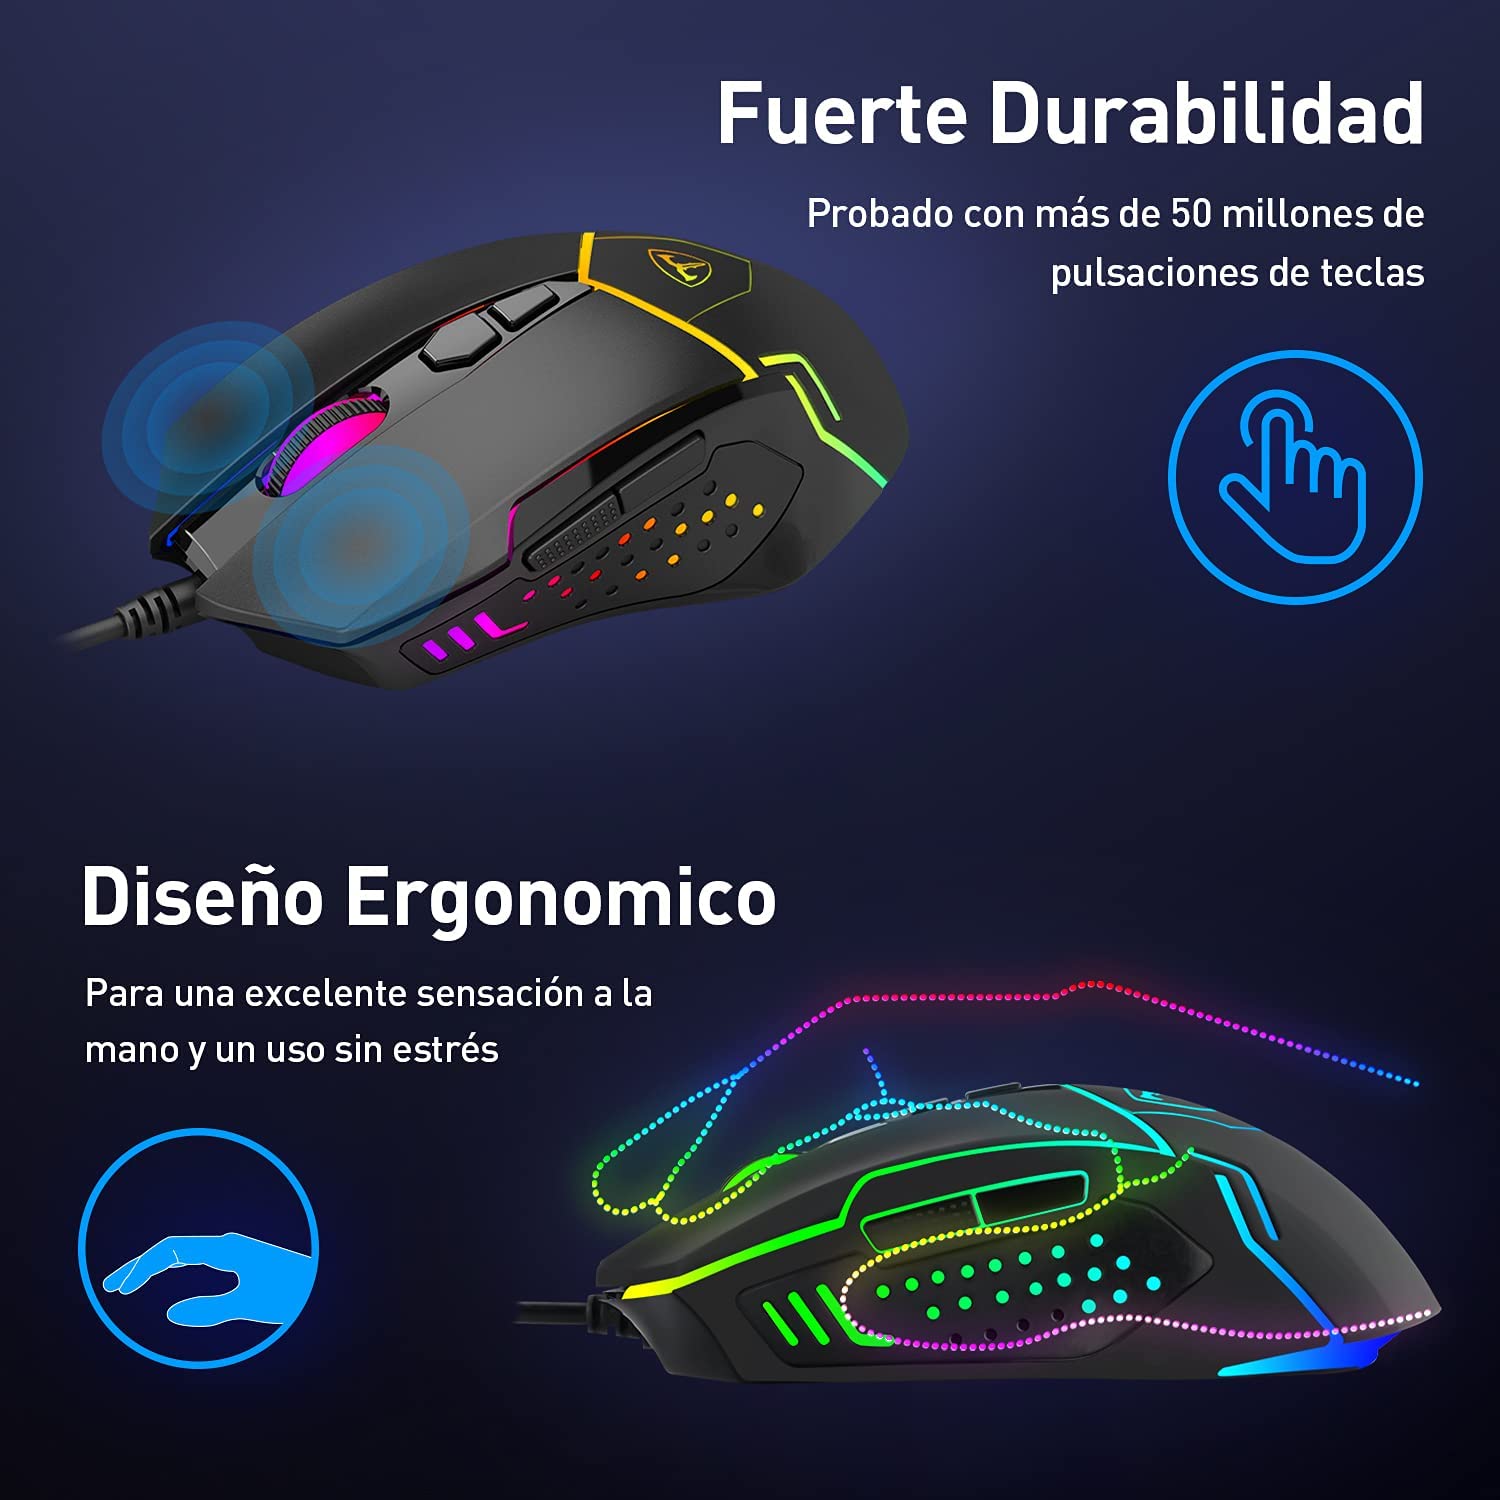 Fuerte Durabilidad
Probado con más de 50 millones de
pulsaciones de teclas
Diseño Ergonomico
Para una excelente sensación a la
mano y un uso sin estrés